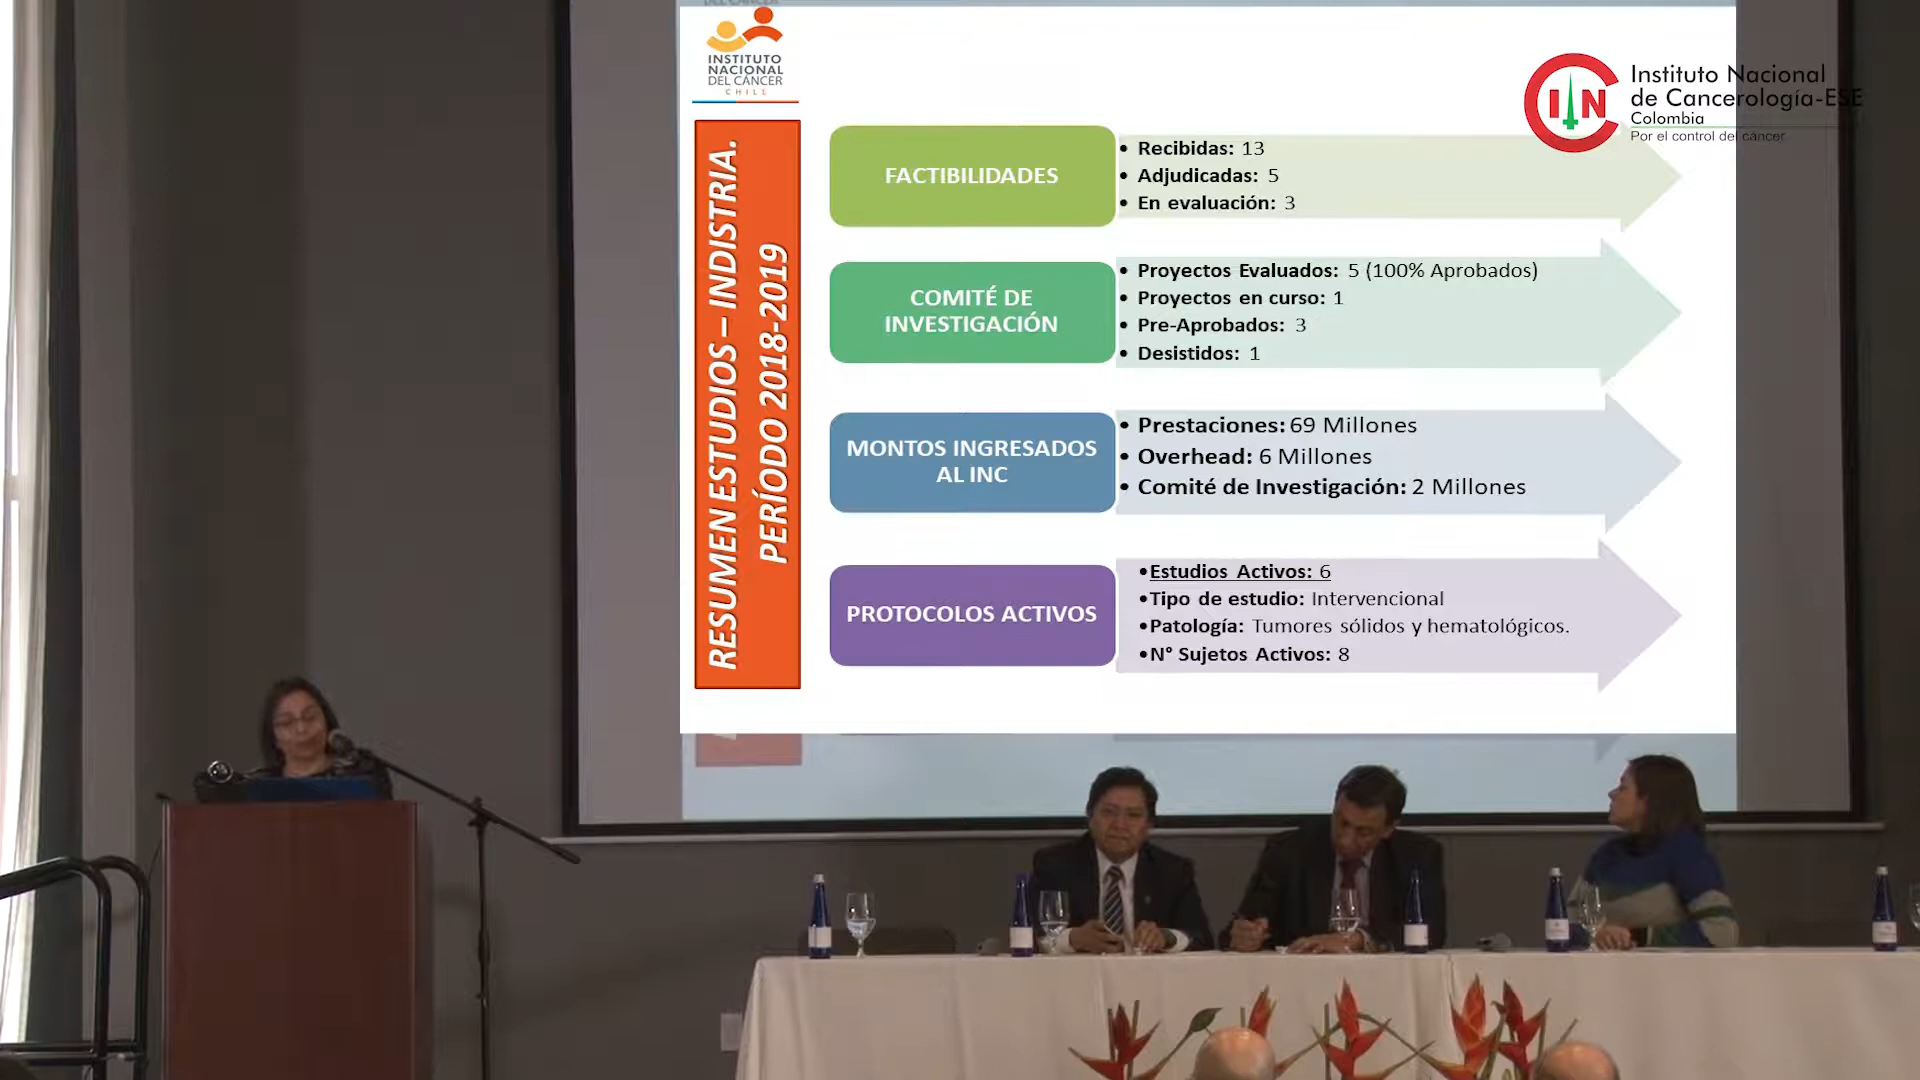 INSTITUTO
NACIONAL
DEL CÁNCER
CHILE
Instituto Nacional
de Cancerología-ESE
Colombia
Por el control del cáncer
RESUMEN ESTUDIOS – INDISTRIA.
PERÍODO 2018-2019
FACTIBILIDADES
• Recibidas: 13
• Adjudicadas: 5
• En evaluación: 3
COMITÉ DE
INVESTIGACIÓN
• Proyectos Evaluados: 5 (100% Aprobados)
• Proyectos en curso: 1
• Pre-Aprobados: 3
• Desistidos: 1
MONTOS INGRESADOS
AL INC
• Prestaciones: 69 Millones
• Overhead: 6 Millones
• Comité de Investigación: 2 Millones
PROTOCOLOS ACTIVOS
•Estudios Activos: 6
•Tipo de estudio: Intervencional
•Patología: Tumores sólidos y hematológicos.
•N° Sujetos Activos: 8